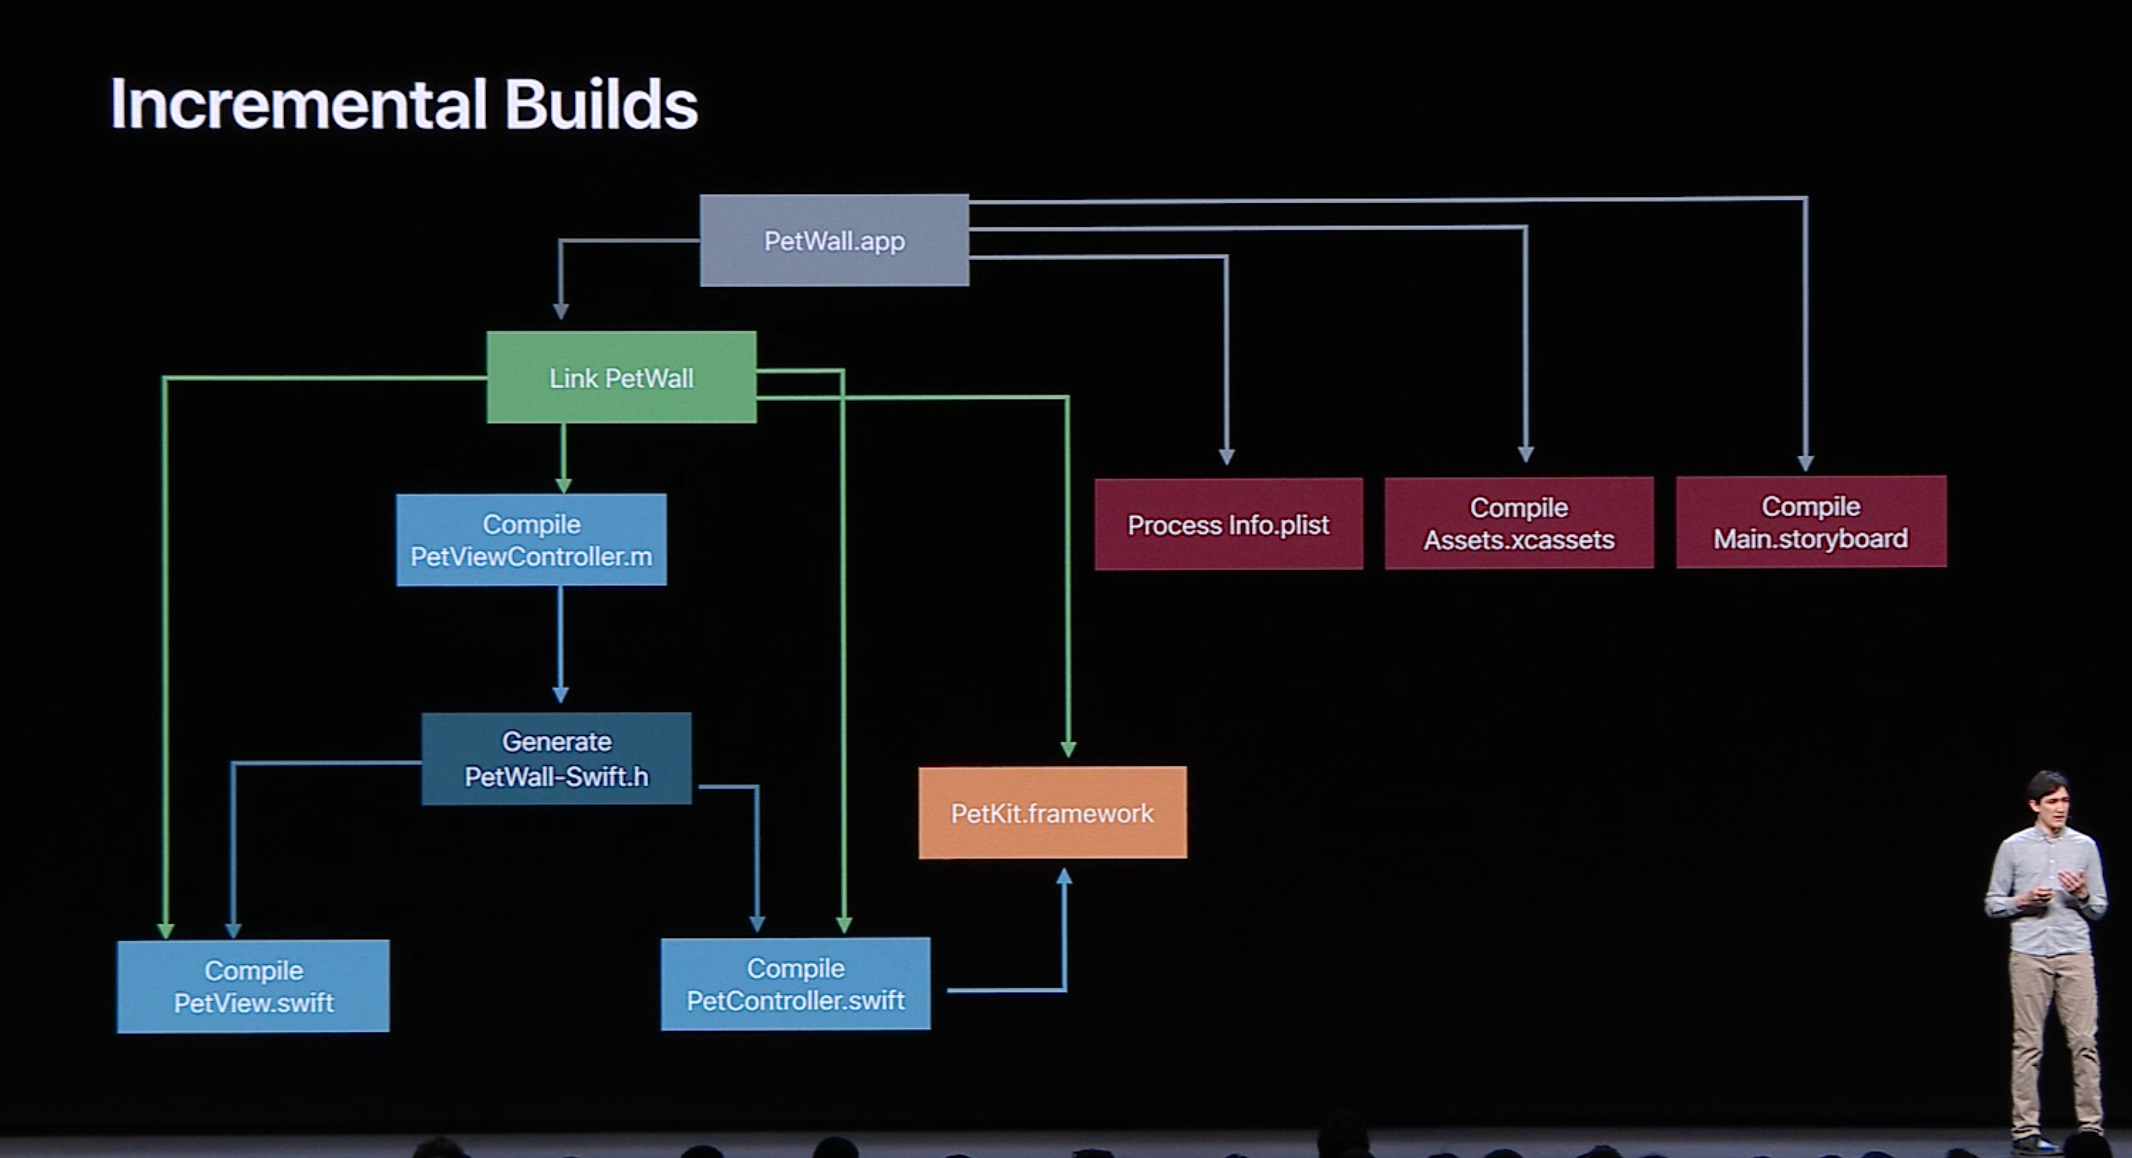 Incremental Builds
PetWall.app
Link PetWall
Compile
PetViewController.m
Process Info.plist
Compile
Assets.xcassets
Compile
Main.storyboard
Generate
PetWall-Swift.h
PetKit.framework
Compile
PetView.swift
Compile
PetController.swift